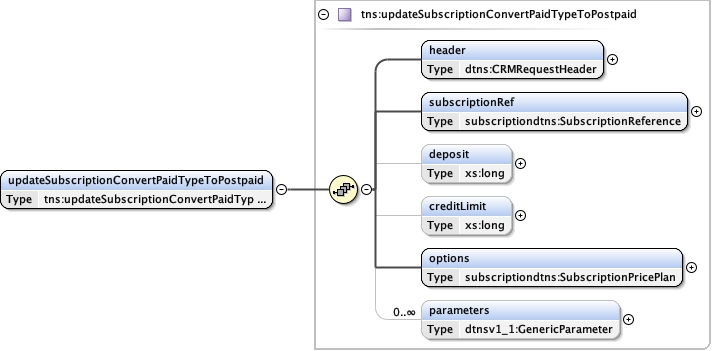 tns:updateSubscriptionConvertPaidTypeToPostpaid
header
Type dtns:CRMRequestHeader
subscriptionRef
Type subscriptiondtns:SubscriptionReference
deposit
Type xs:long
updateSubscriptionConvertPaidTypeToPostpaid
Type tns:updateSubscriptionConvertPaidTyp ...
creditLimit
Type xs:long
options
Type subscriptiondtns:SubscriptionPricePlan
0..∞
parameters
Type dtnsv1_1:GenericParameter